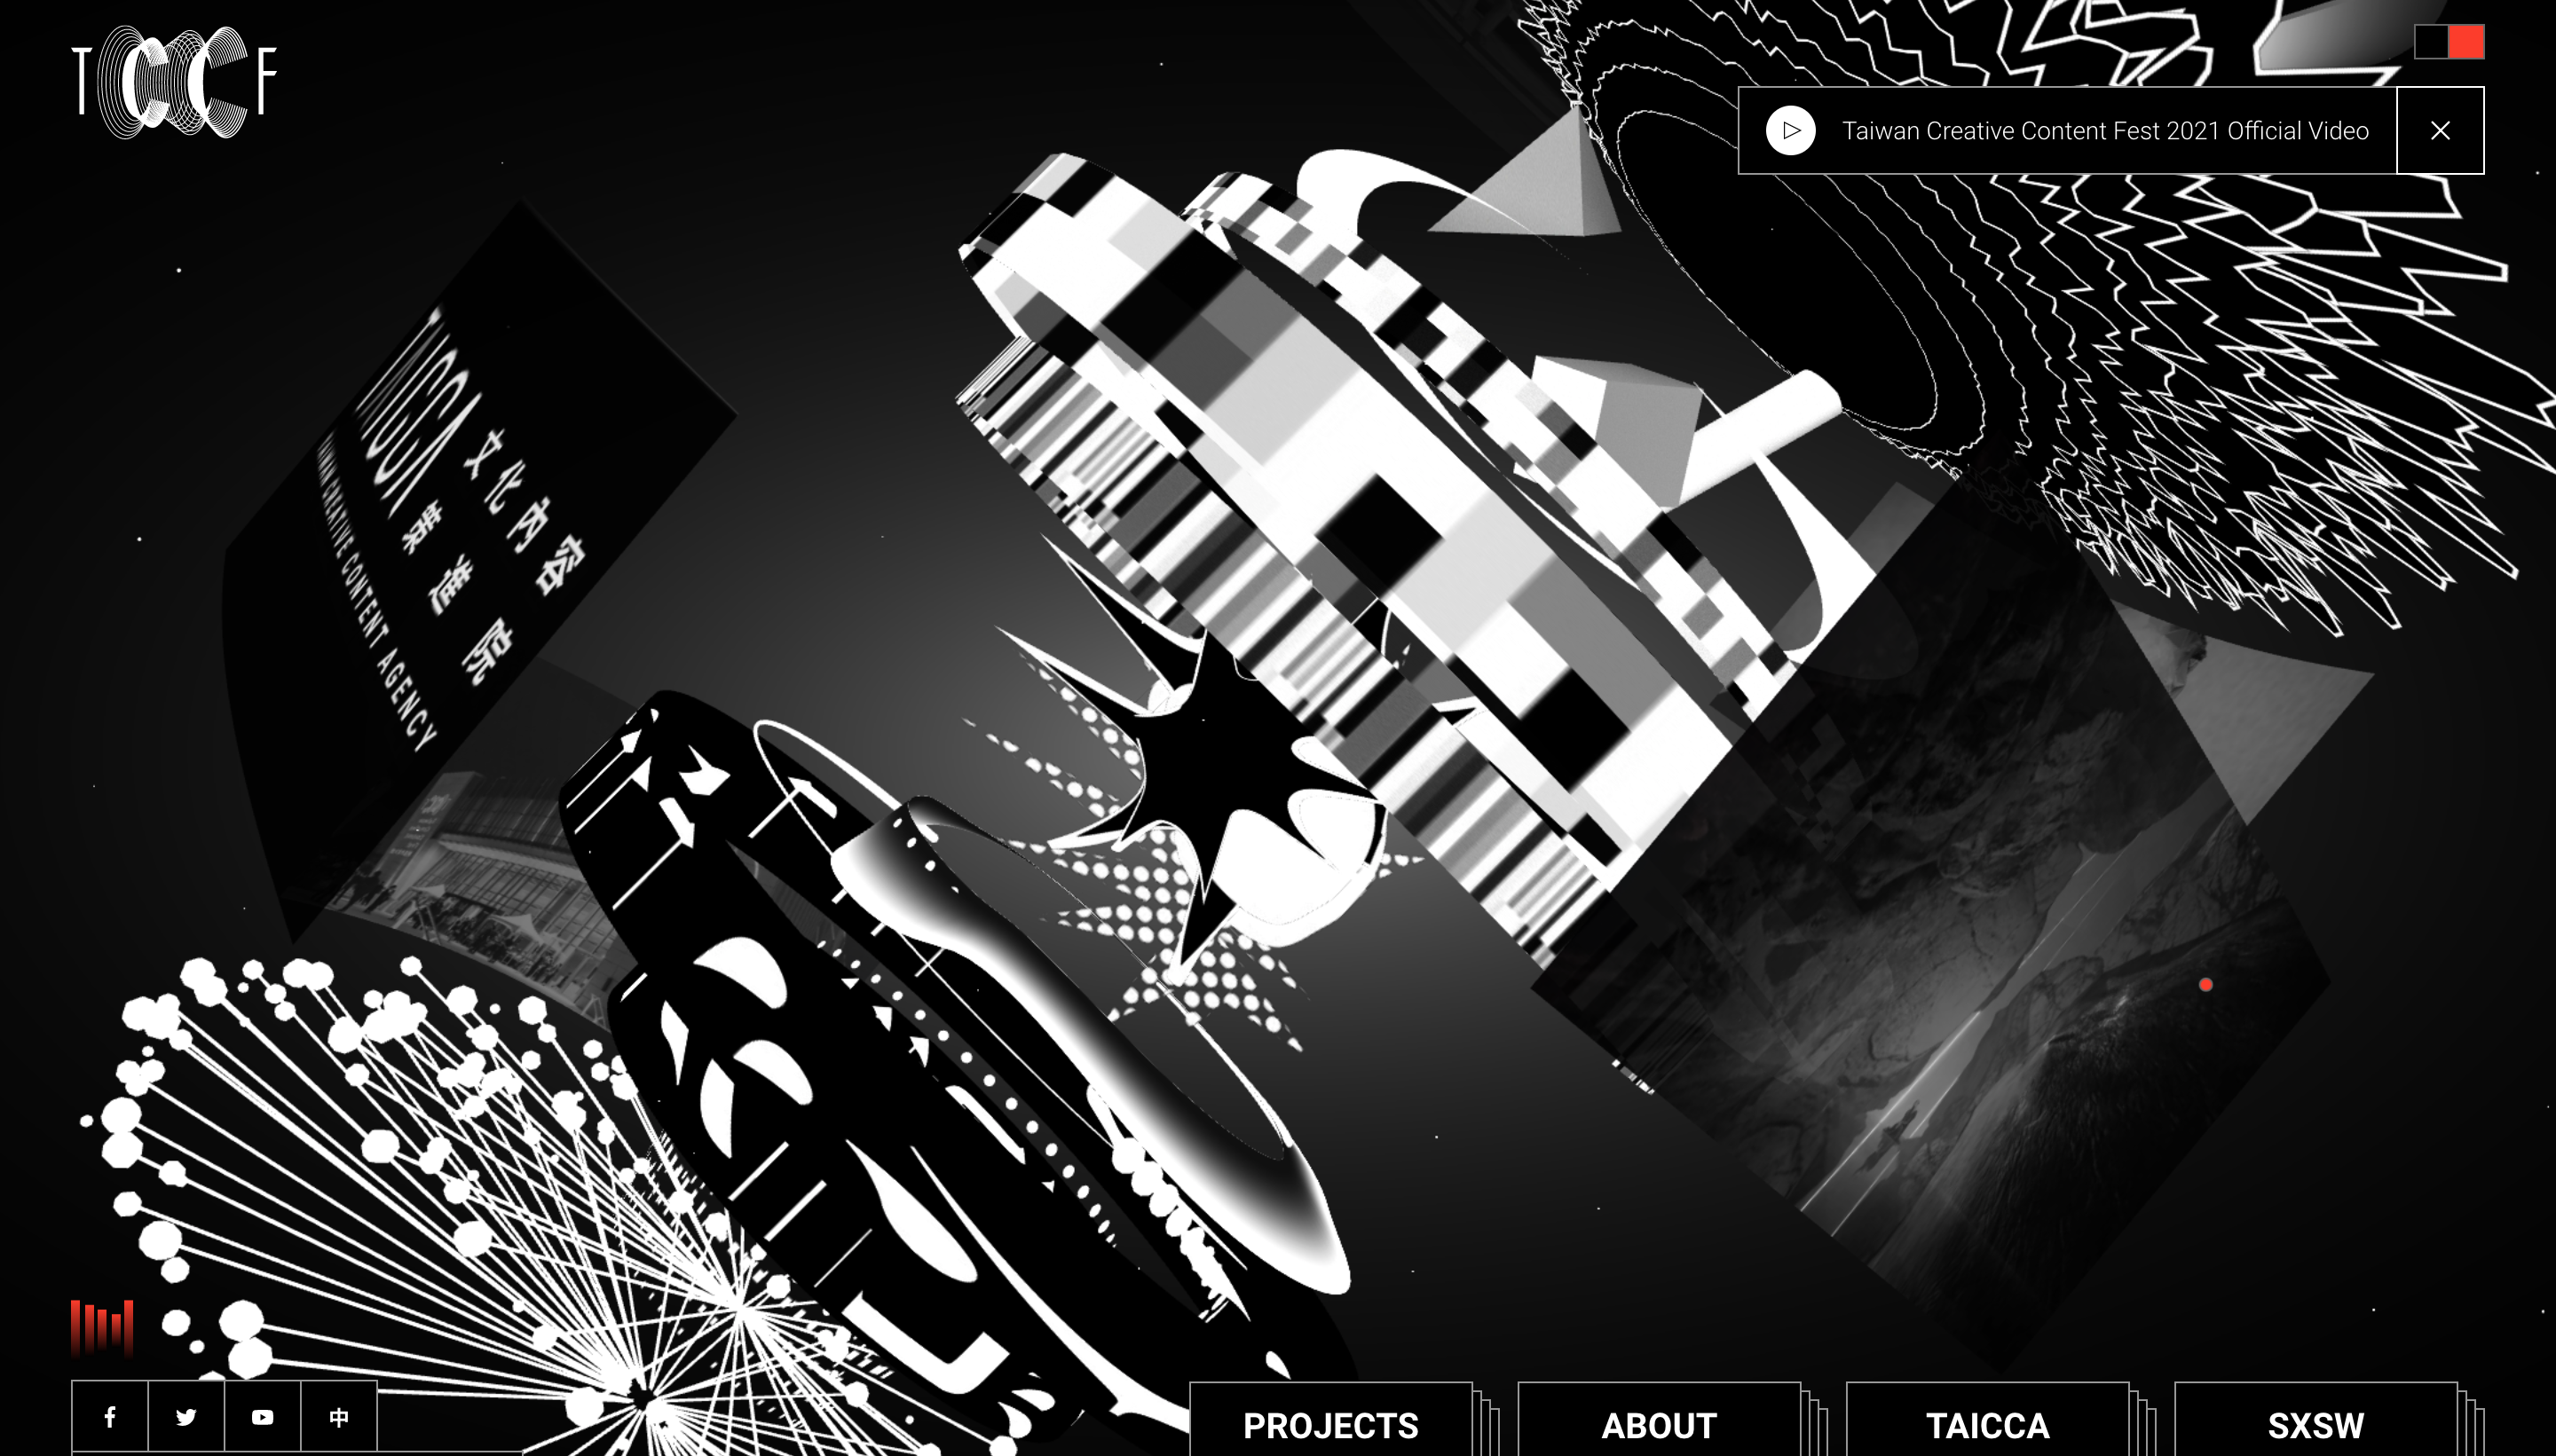 TCCF
Taiwan Creative Content Fest 2021 Official Video
TAICCA
文化內容
策進院
TAIWAN CREATIVE CONTENT AGENCY
中
PROJECTS
ABOUT
TAICCA
SXSW